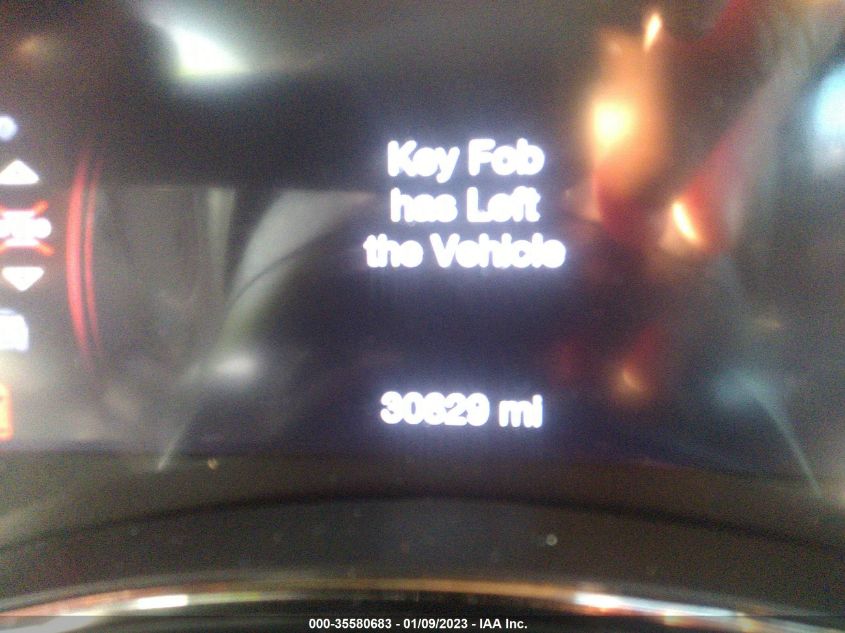 Key Fob
has Left
the Vehicle
30829 mi
000-35580683 - 01/09/2023 - IAA Inc.